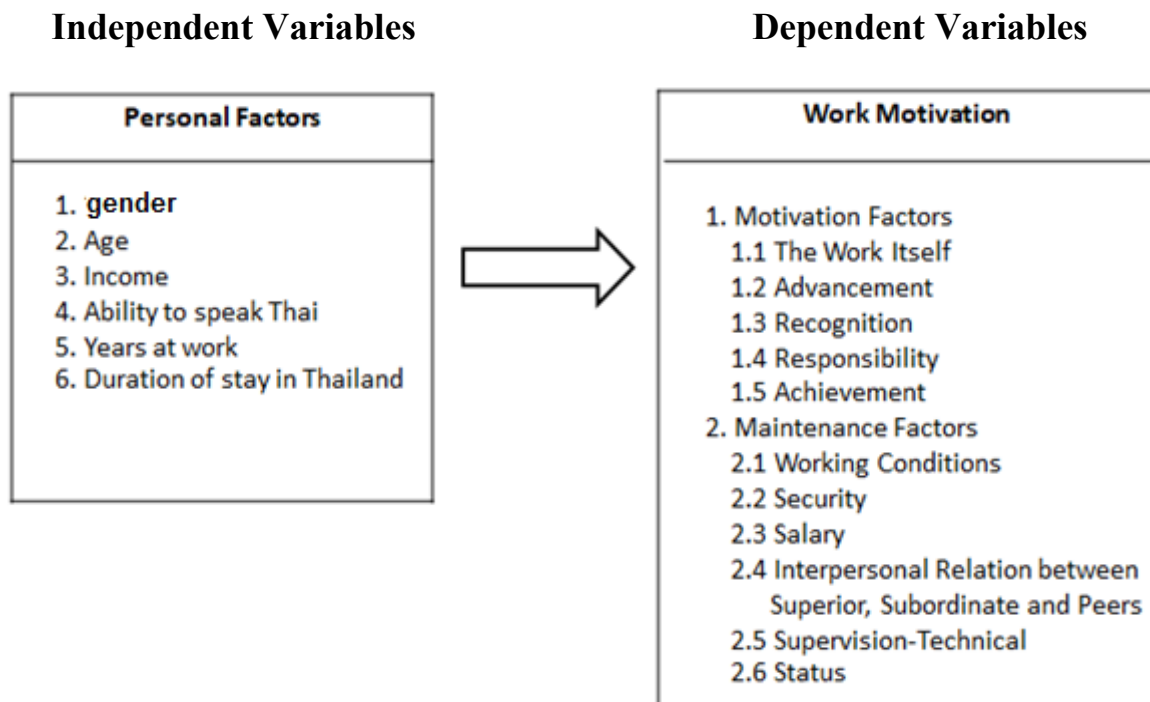 Independent Variables
Dependent Variables
Personal Factors
1. gender
2. Age
3. Income
4. Ability to speak Thai
5. Years at work
6. Duration of stay in Thailand
Work Motivation
1. Motivation Factors
1.1 The Work Itself
1.2 Advancement
1.3 Recognition
1.4 Responsibility
1.5 Achievement
2. Maintenance Factors
2.1 Working Conditions
2.2 Security
2.3 Salary
2.4 Interpersonal Relation between
Superior, Subordinate and Peers
2.5 Supervision-Technical
2.6 Status